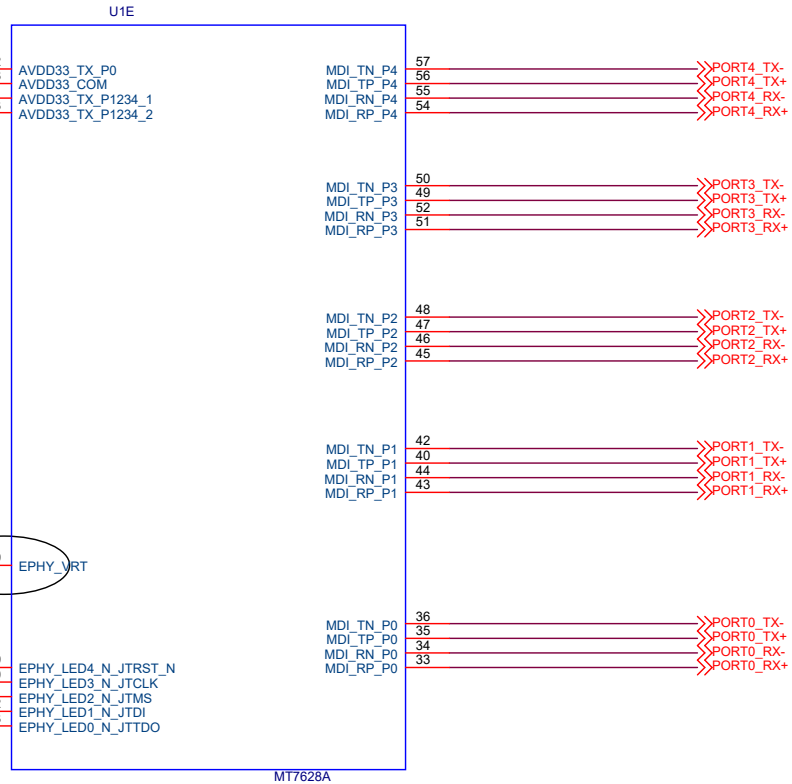 U1E
AVDD33_TX_P0
AVDD33_COM
AVDD33_TX_P1234_1
AVDD33_TX_P1234_2
MDI_TN_P4 57 PORT4_TX-
MDI_TP_P4 56 PORT4_TX+
MDI_RN_P4 55 PORT4_RX-
MDI_RP_P4 54 PORT4_RX+
MDI_TN_P3 50 PORT3_TX-
MDI_TP_P3 49 PORT3_TX+
MDI_RN_P3 52 PORT3_RX-
MDI_RP_P3 51 PORT3_RX+
MDI_TN_P2 48 PORT2_TX-
MDI_TP_P2 47 PORT2_TX+
MDI_RN_P2 46 PORT2_RX-
MDI_RP_P2 45 PORT2_RX+
MDI_TN_P1 42 PORT1_TX-
MDI_TP_P1 40 PORT1_TX+
MDI_RN_P1 44 PORT1_RX-
MDI_RP_P1 43 PORT1_RX+
EPHY_VRT
MDI_TN_P0 36 PORT0_TX-
MDI_TP_P0 35 PORT0_TX+
MDI_RN_P0 34 PORT0_RX-
MDI_RP_P0 33 PORT0_RX+
EPHY_LED4_N_JTRST_N
EPHY_LED3_N_JTCLK
EPHY_LED2_N_JTMS
EPHY_LED1_N_JTDI
EPHY_LED0_N_JTTDO
MT7628A